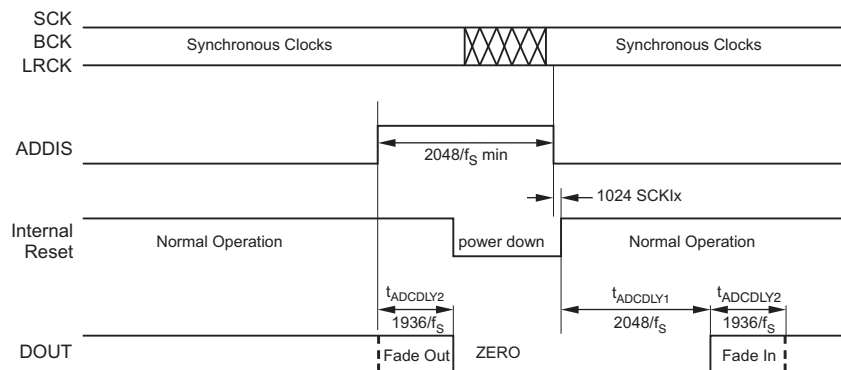 SCK
BCK
LRCK
Synchronous Clocks
Synchronous Clocks
ADDIS
2048/fS min
1024 SCKIx
Internal
Reset
Normal Operation
power down
Normal Operation
tADCDLY2
1936/fS
tADCDLY1
2048/fS
tADCDLY2
1936/fS
DOUT
Fade Out
ZERO
Fade In